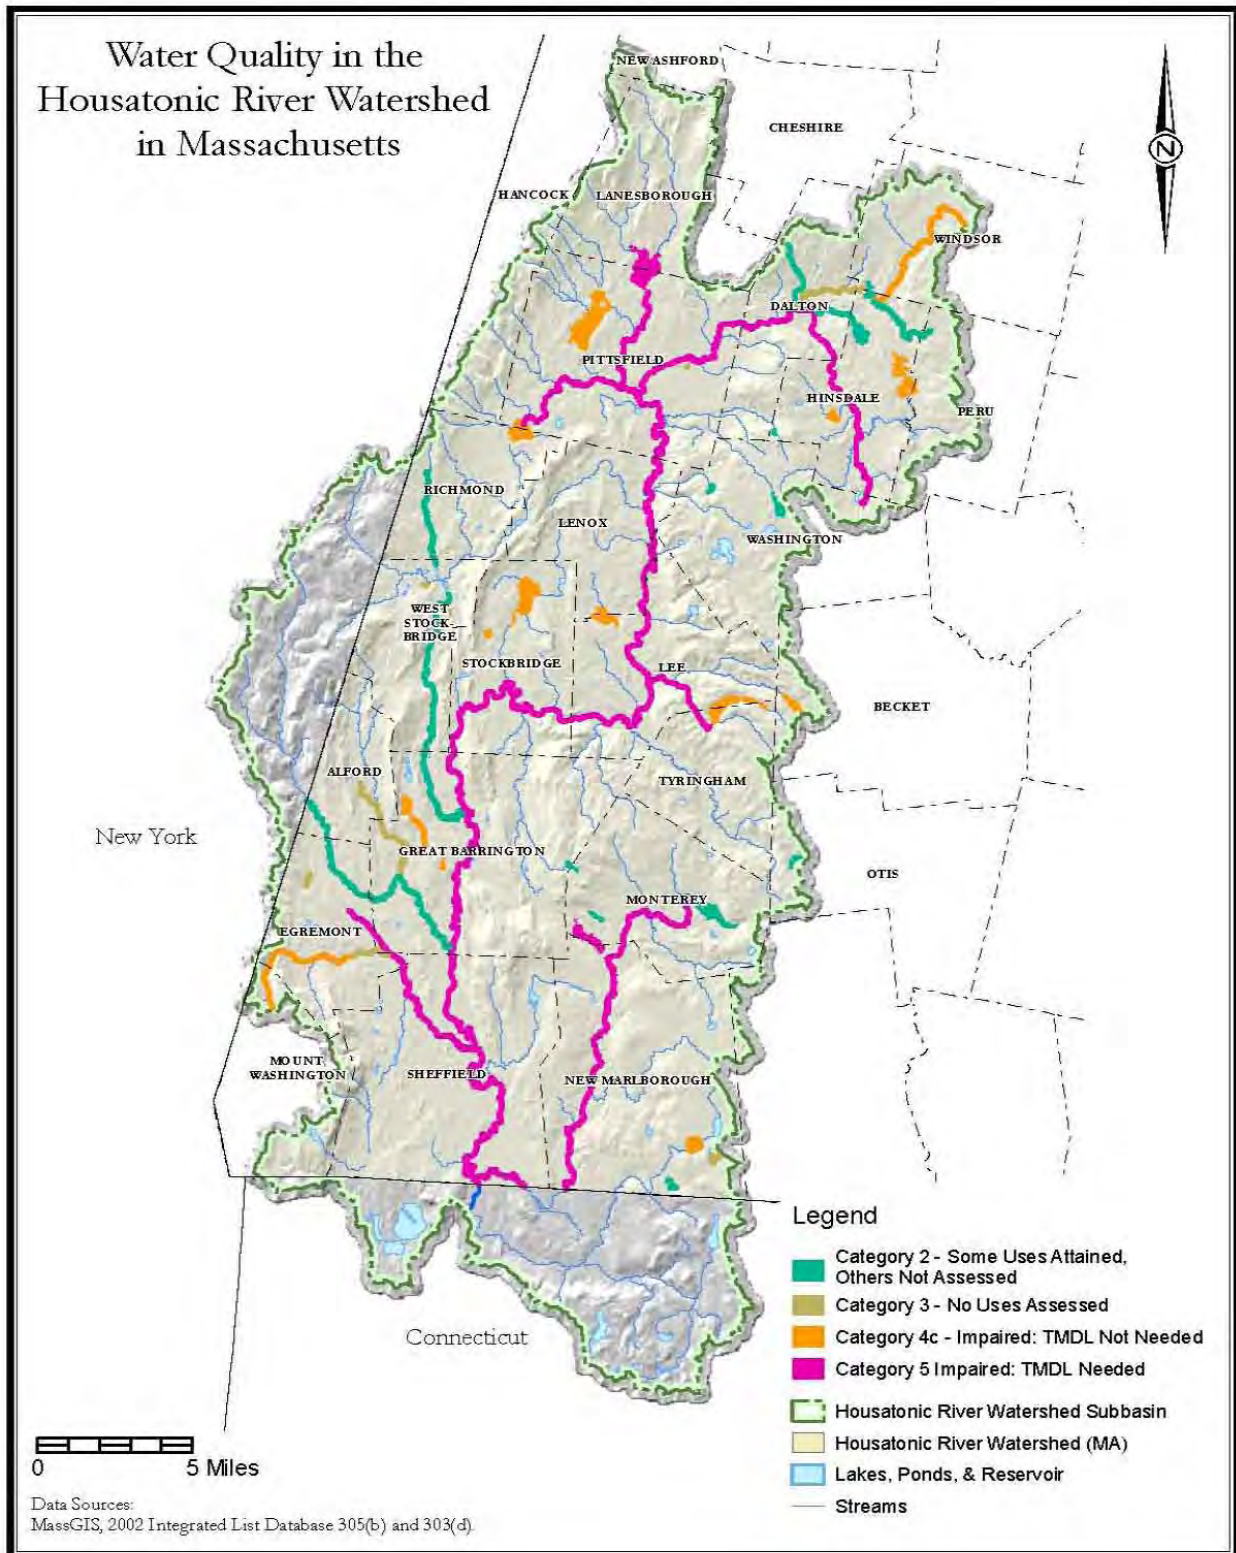 Water Quality in the
Housatonic River Watershed
in Massachusetts
NEW ASHFORD
CHESHIRE
N
HANCOCK
LANESBOROUGH
WINDSOR
DALTON
PITTSFIELD
HINSDALE
PERU
RICHMOND
LENOX
WASHINGTON
WEST
STOCK-
BRIDGE
STOCKBRIDGE
LEE
BECKET
ALFORD
TYRINGHAM
New York
GREAT BARRINGTON
OTIS
MONTEREY
EGREMONT
MOUNT
WASHINGTON
SHEFFIELD
NEW MARLBOROUGH
Connecticut
Legend
Category 2 - Some Uses Attained,
Others Not Assessed
Category 3 - No Uses Assessed
Category 4c - Impaired: TMDL Not Needed
Category 5 Impaired: TMDL Needed
Housatonic River Watershed Subbasin
Housatonic River Watershed (MA)
Lakes, Ponds, & Reservoir
Streams
0 5 Miles
Data Sources:
MassGIS, 2002 Integrated List Database 305(b) and 303(d).